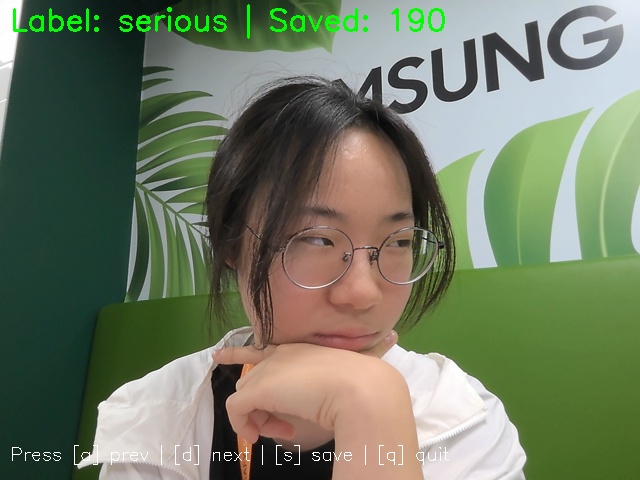 Label: serious | Saved: 190
MSUNG
Press [a] prev | [d] next | [s] save | [q] quit